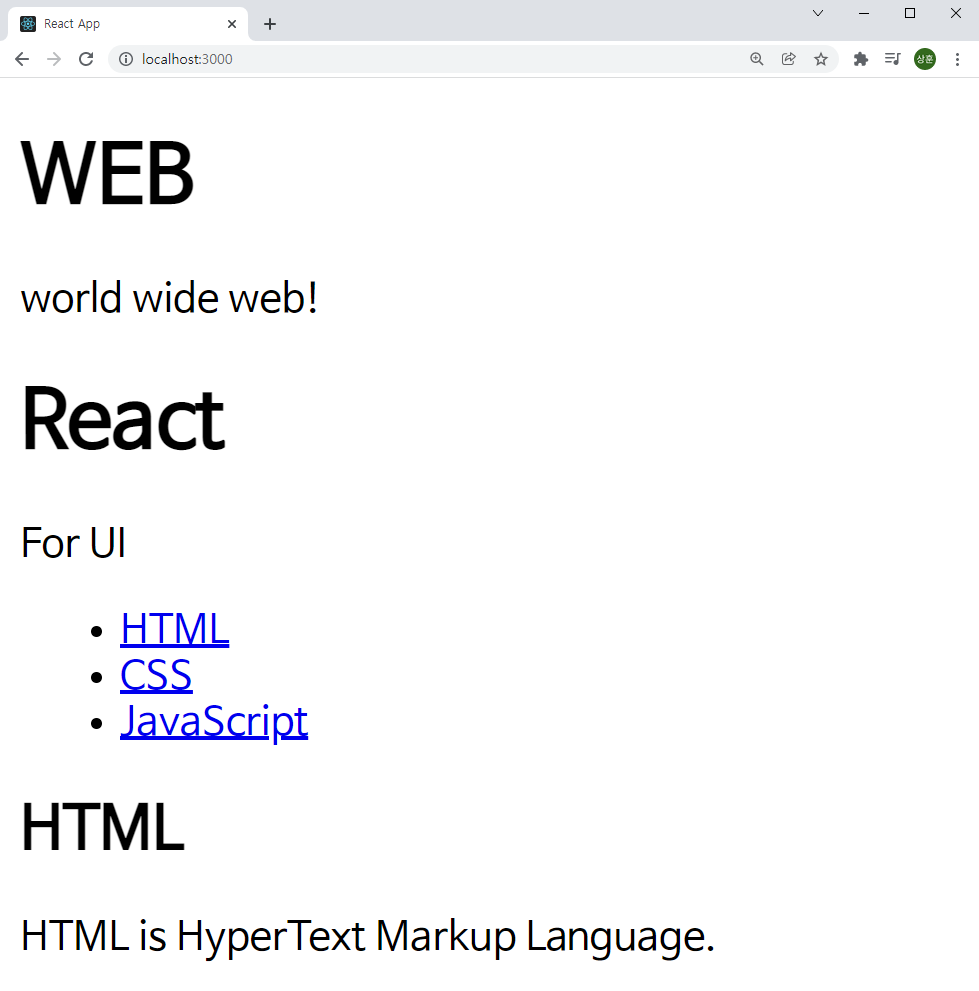 React App
localhost:3000
상훈
WEB
world wide web!
React
For UI
HTML
CSS
JavaScript
HTML
HTML is HyperText Markup Language.